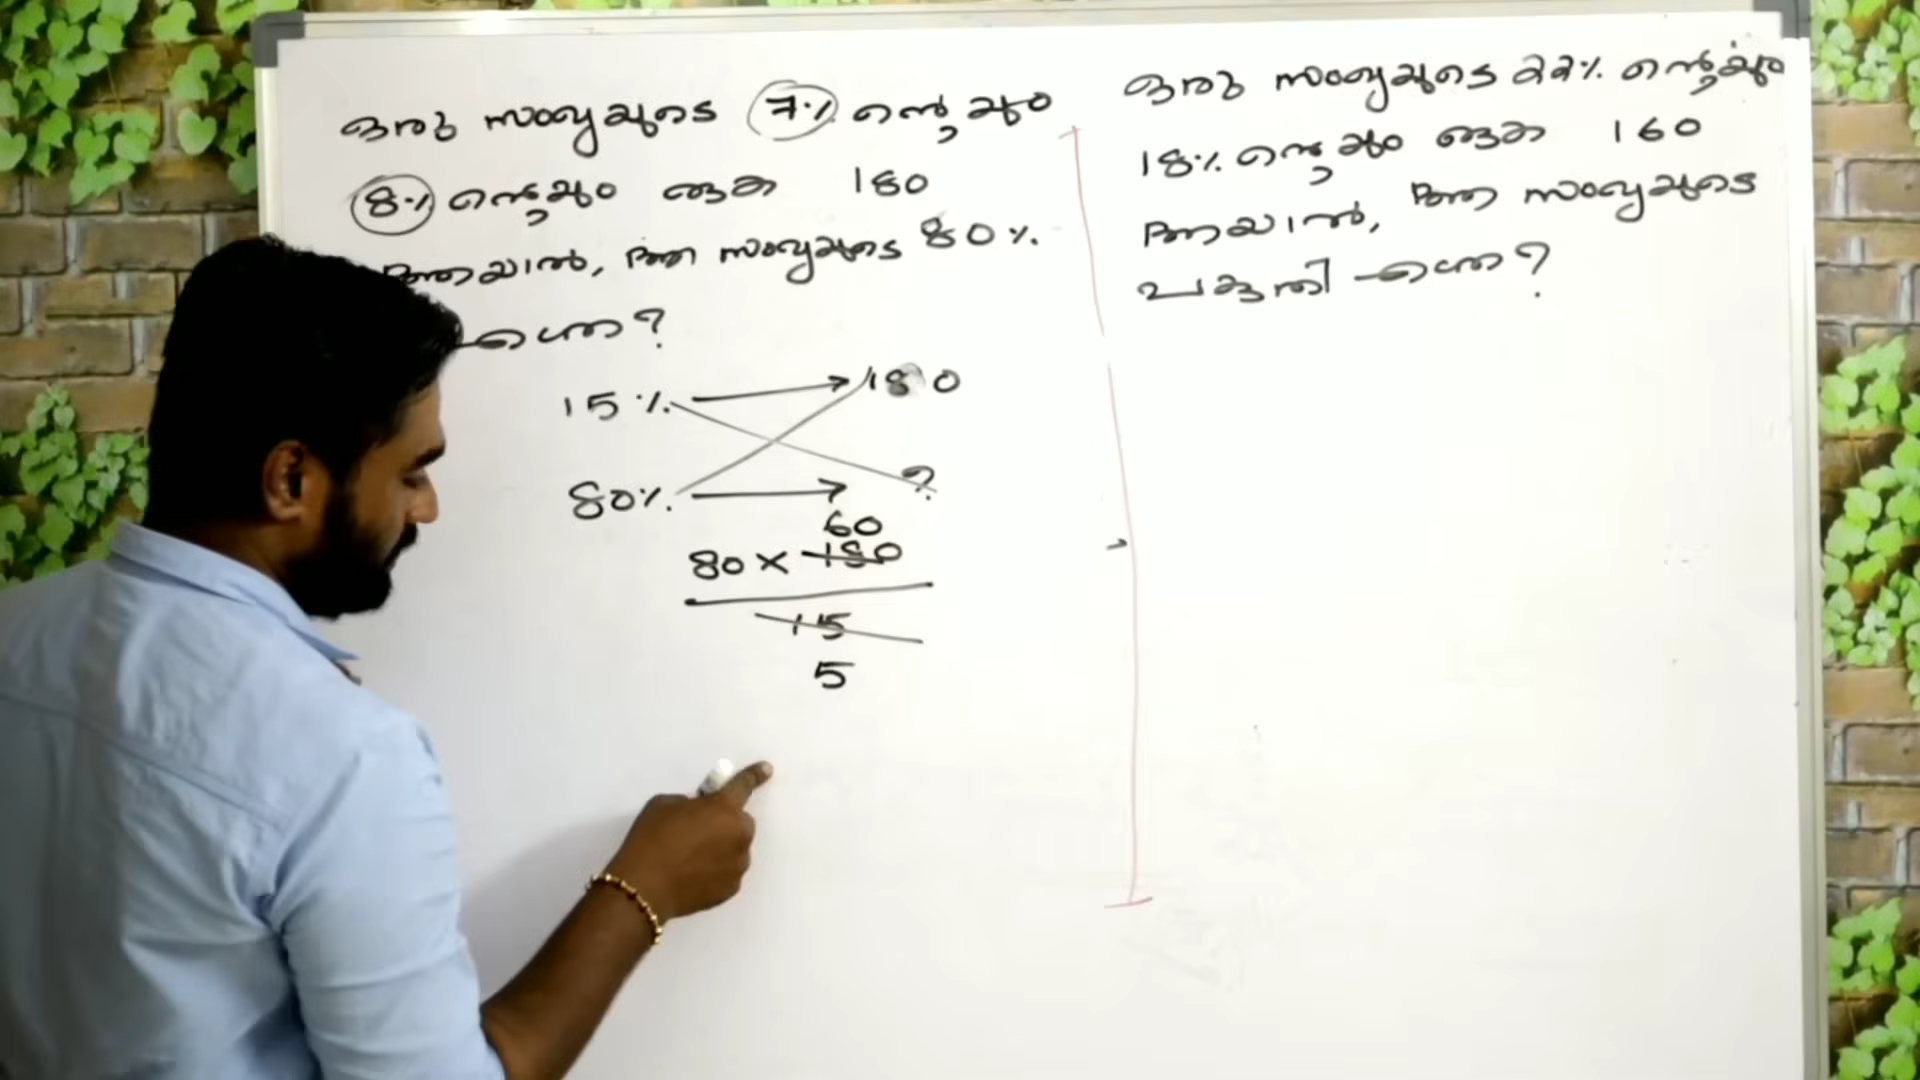 ഒരു സംഖ്യയുടെ 7% ന്റെയും
8% ന്റെയും തുക 180
ആയാൽ, ആ സംഖ്യയുടെ 80%
എത്ര?
15% → 180
80% → ?
60
80 × 180
15
5
ഒരു സംഖ്യയുടെ 22% ന്റെയും
18% ന്റെയും തുക 160
ആയാൽ, ആ സംഖ്യയുടെ
പകുതി എത്ര?